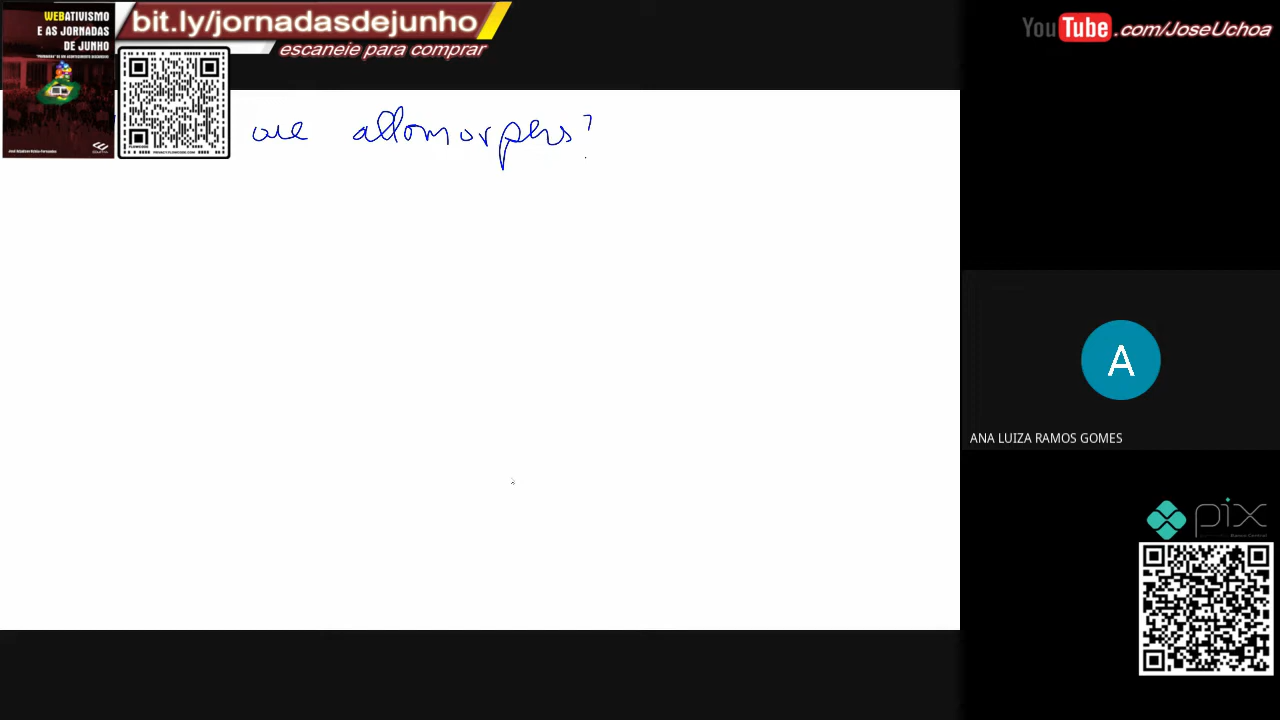 WEBATIVISMO
E AS JORNADAS
DE JUNHO
bit.ly/jornadasdejunho
escaneie para comprar
YouTube.com/JoseUchoa
are allomorphs?
A
ANA LUIZA RAMOS GOMES
pix